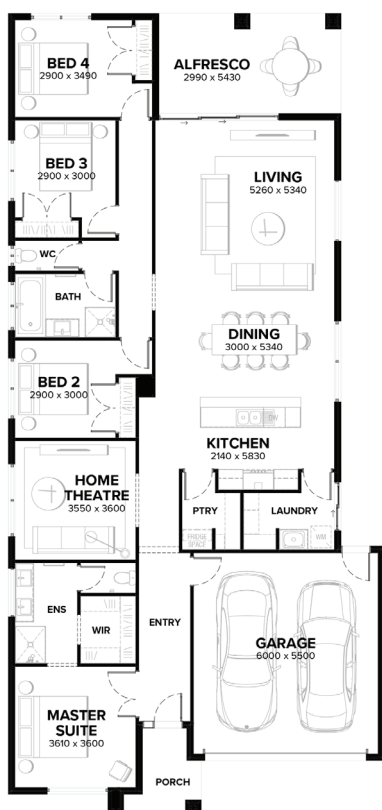 BED 4
2900 x 3490
ALFRESCO
2990 x 5430
BED 3
2900 x 3000
LIVING
5260 x 5340
WC
BATH
DINING
3000 x 5340
BED 2
2900 x 3000
KITCHEN
2140 x 5830
HOME
THEATRE
3550 x 3600
PTRY
LAUNDRY
FRIDGE
SPACE
WM
ENS
WIR
ENTRY
GARAGE
6000 x 5500
MASTER
SUITE
3610 x 3600
PORCH